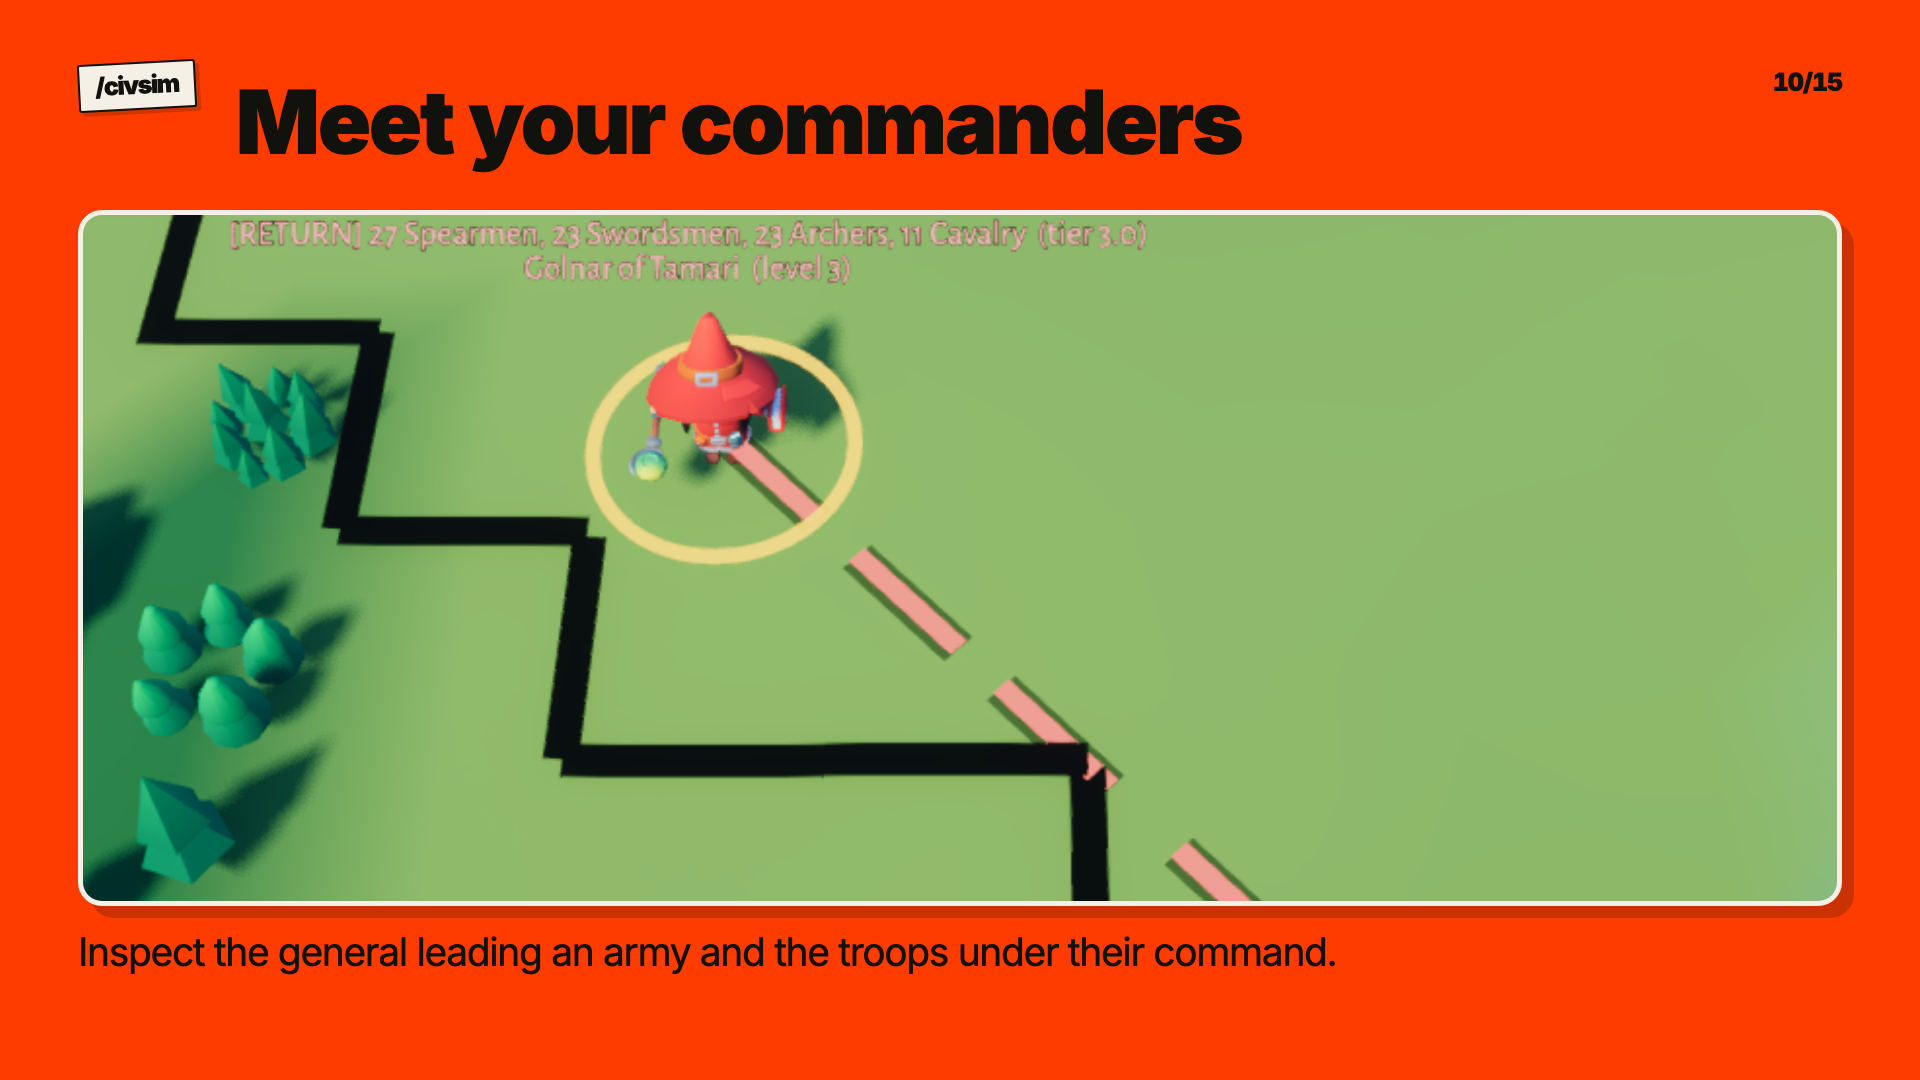 /civsim
Meet your commanders
10/15
[RETURN] 27 Spearmen, 23 Swordsmen, 23 Archers, 11 Cavalry (tier 3.0)
Golnar of Tamari (level 3)
Inspect the general leading an army and the troops under their command.